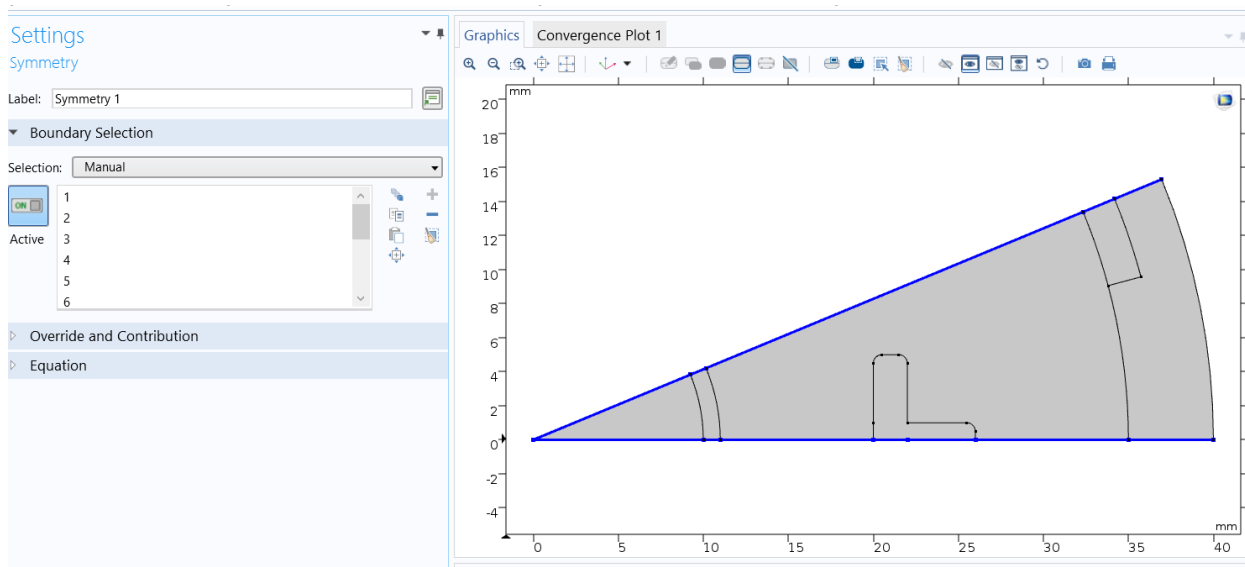 Settings
Symmetry
Label: Symmetry 1
Boundary Selection
Selection: Manual
ON
Active
1
2
3
4
5
6
Override and Contribution
Equation
Graphics Convergence Plot 1
mm
20
18
16
14
12
10
8
6
4
2
0
-2
-4
mm
0 5 10 15 20 25 30 35 40